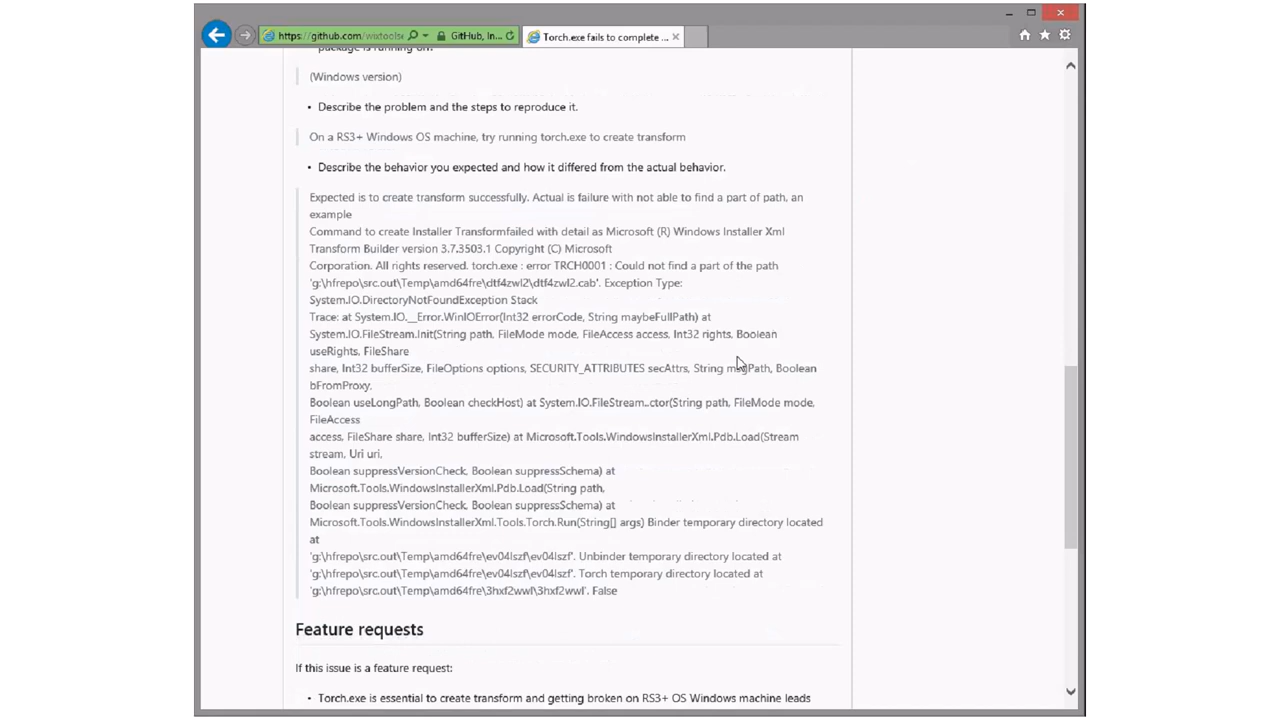 https://github.com/wixtools
GitHub, In...
Torch.exe fails to complete ...
package is running on.
(Windows version)
• Describe the problem and the steps to reproduce it.
On a RS3+ Windows OS machine, try running torch.exe to create transform
• Describe the behavior you expected and how it differed from the actual behavior.
Expected is to create transform successfully. Actual is failure with not able to find a part of path, an
example
Command to create Installer Transformfailed with detail as Microsoft (R) Windows Installer Xml
Transform Builder version 3.7.3503.1 Copyright (C) Microsoft
Corporation. All rights reserved. torch.exe : error TRCH0001 : Could not find a part of the path
'g:\hfrepo\src.out\Temp\amd64fre\dtf4zwl2\dtf4zwl2.cab'. Exception Type:
System.IO.DirectoryNotFoundException Stack
Trace: at System.IO.__Error.WinIOError(Int32 errorCode, String maybeFullPath) at
System.IO.FileStream.Init(String path, FileMode mode, FileAccess access, Int32 rights, Boolean
useRights, FileShare
share, Int32 bufferSize, FileOptions options, SECURITY_ATTRIBUTES secAttrs, String msgPath, Boolean
bFromProxy,
Boolean useLongPath, Boolean checkHost) at System.IO.FileStream..ctor(String path, FileMode mode,
FileAccess
access, FileShare share, Int32 bufferSize) at Microsoft.Tools.WindowsInstallerXml.Pdb.Load(Stream
stream, Uri uri,
Boolean suppressVersionCheck, Boolean suppressSchema) at
Microsoft.Tools.WindowsInstallerXml.Pdb.Load(String path,
Boolean suppressVersionCheck, Boolean suppressSchema) at
Microsoft.Tools.WindowsInstallerXml.Tools.Torch.Run(String[] args) Binder temporary directory located
at
'g:\hfrepo\src.out\Temp\amd64fre\ev04lszf\ev04lszf'. Unbinder temporary directory located at
'g:\hfrepo\src.out\Temp\amd64fre\ev04lszf\ev04lszf'. Torch temporary directory located at
'g:\hfrepo\src.out\Temp\amd64fre\3hxf2wwl\3hxf2wwl'. False
Feature requests
If this issue is a feature request:
• Torch.exe is essential to create transform and getting broken on RS3+ OS Windows machine leads